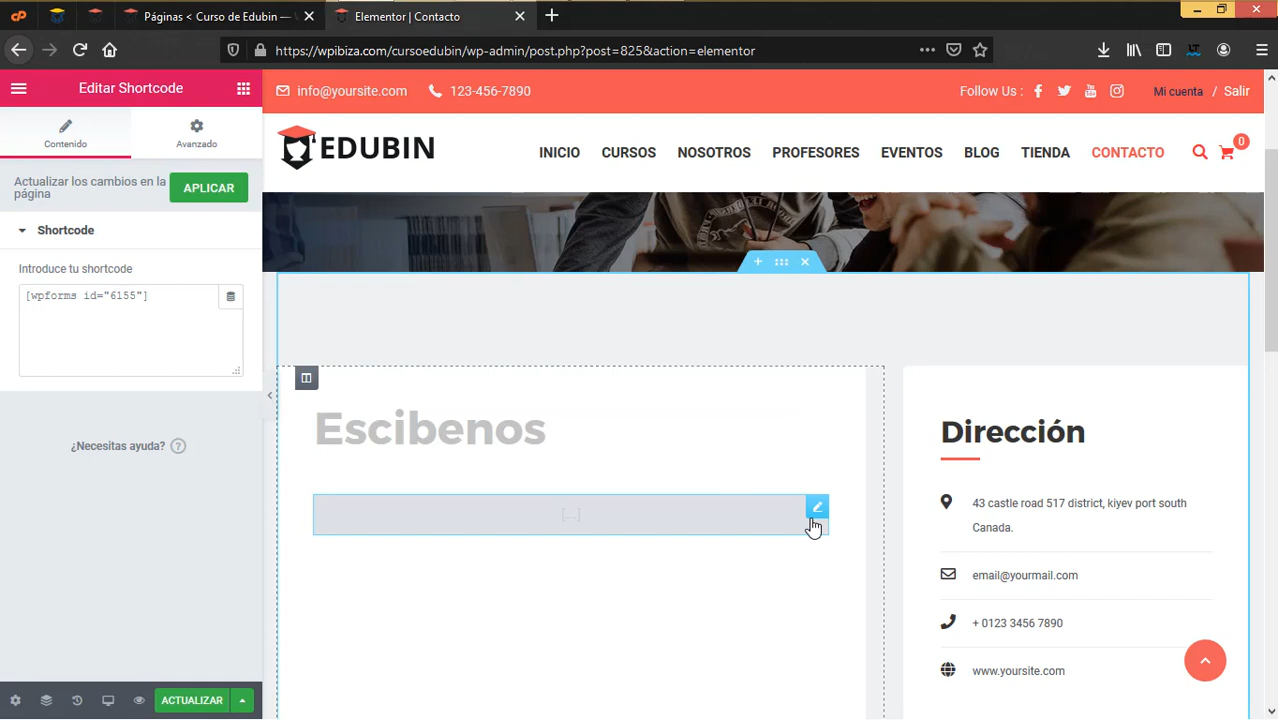 Páginas < Curso de Edubin —
Elementor | Contacto
https://wpibiza.com/cursoedubin/wp-admin/post.php?post=825&action=elementor
Editar Shortcode
Contenido
Avanzado
Actualizar los cambios en la
página
APLICAR
Shortcode
Introduce tu shortcode
[wpforms id="6155"]
¿Necesitas ayuda? ?
ACTUALIZAR
info@yoursite.com
123-456-7890
Follow Us :
Mi cuenta / Salir
EDUBIN
INICIO
CURSOS
NOSOTROS
PROFESORES
EVENTOS
BLOG
TIENDA
CONTACTO
0
Escibenos
[...]
Dirección
43 castle road 517 district, kiyev port south
Canada.
email@yourmail.com
+ 0123 3456 7890
www.yoursite.com